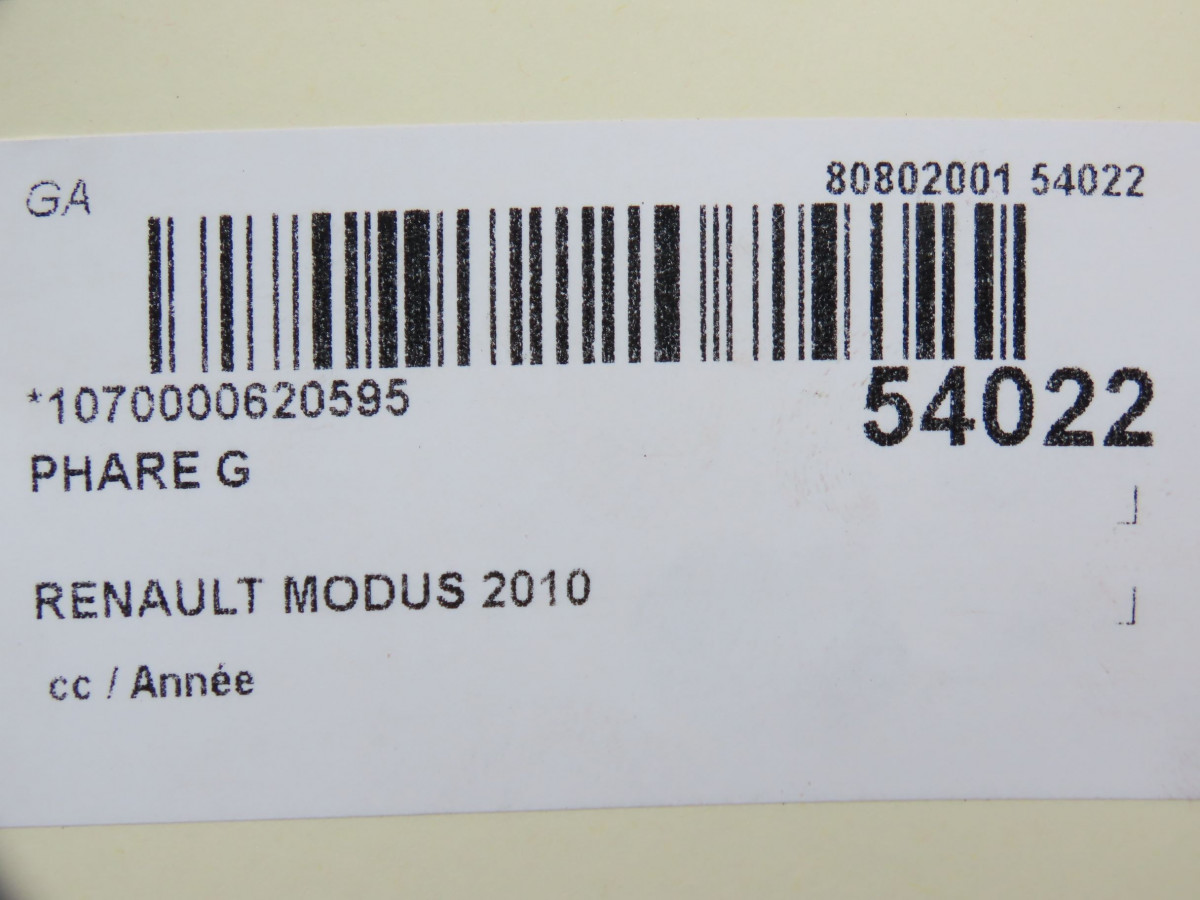 GA
80802001 54022
*1070000620595
54022
PHARE G
RENAULT MODUS 2010
cc / Année